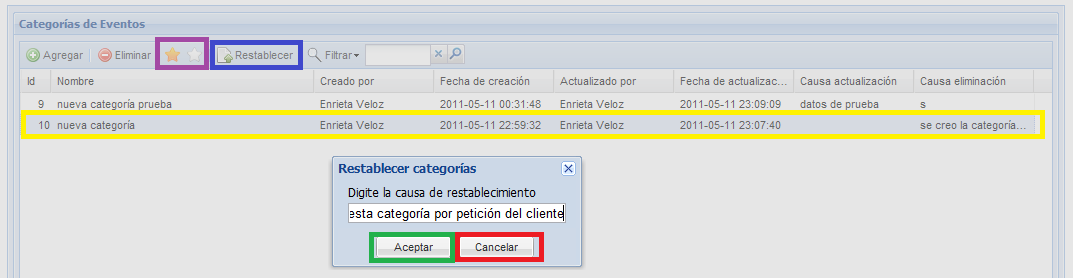 Categorías de Eventos
Agregar Eliminar Restablecer Filtrar
Id Nombre Creado por Fecha de creación Actualizado por Fecha de actualizac... Causa actualización Causa eliminación
9 nueva categoría prueba Enrieta Veloz 2011-05-11 00:31:48 Enrieta Veloz 2011-05-11 23:09:09 datos de prueba s
10 nueva categoría Enrieta Veloz 2011-05-11 22:59:32 Enrieta Veloz 2011-05-11 23:07:40 se creo la categoría...
Restablecer categorías
Digite la causa de restablecimiento
esta categoría por petición del cliente
Aceptar Cancelar